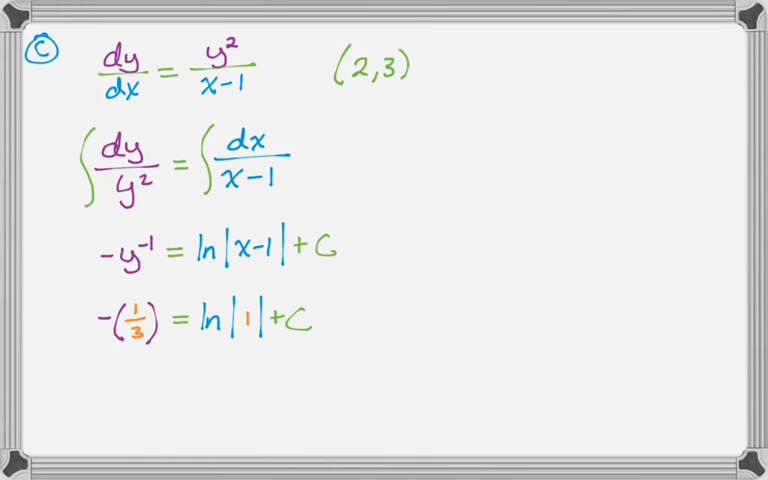 C
dy/dx = y²/(x-1) (2,3)
∫ dy/y² = ∫ dx/(x-1)
-y⁻¹ = ln|x-1| + C
-(1/3) = ln|1| + C